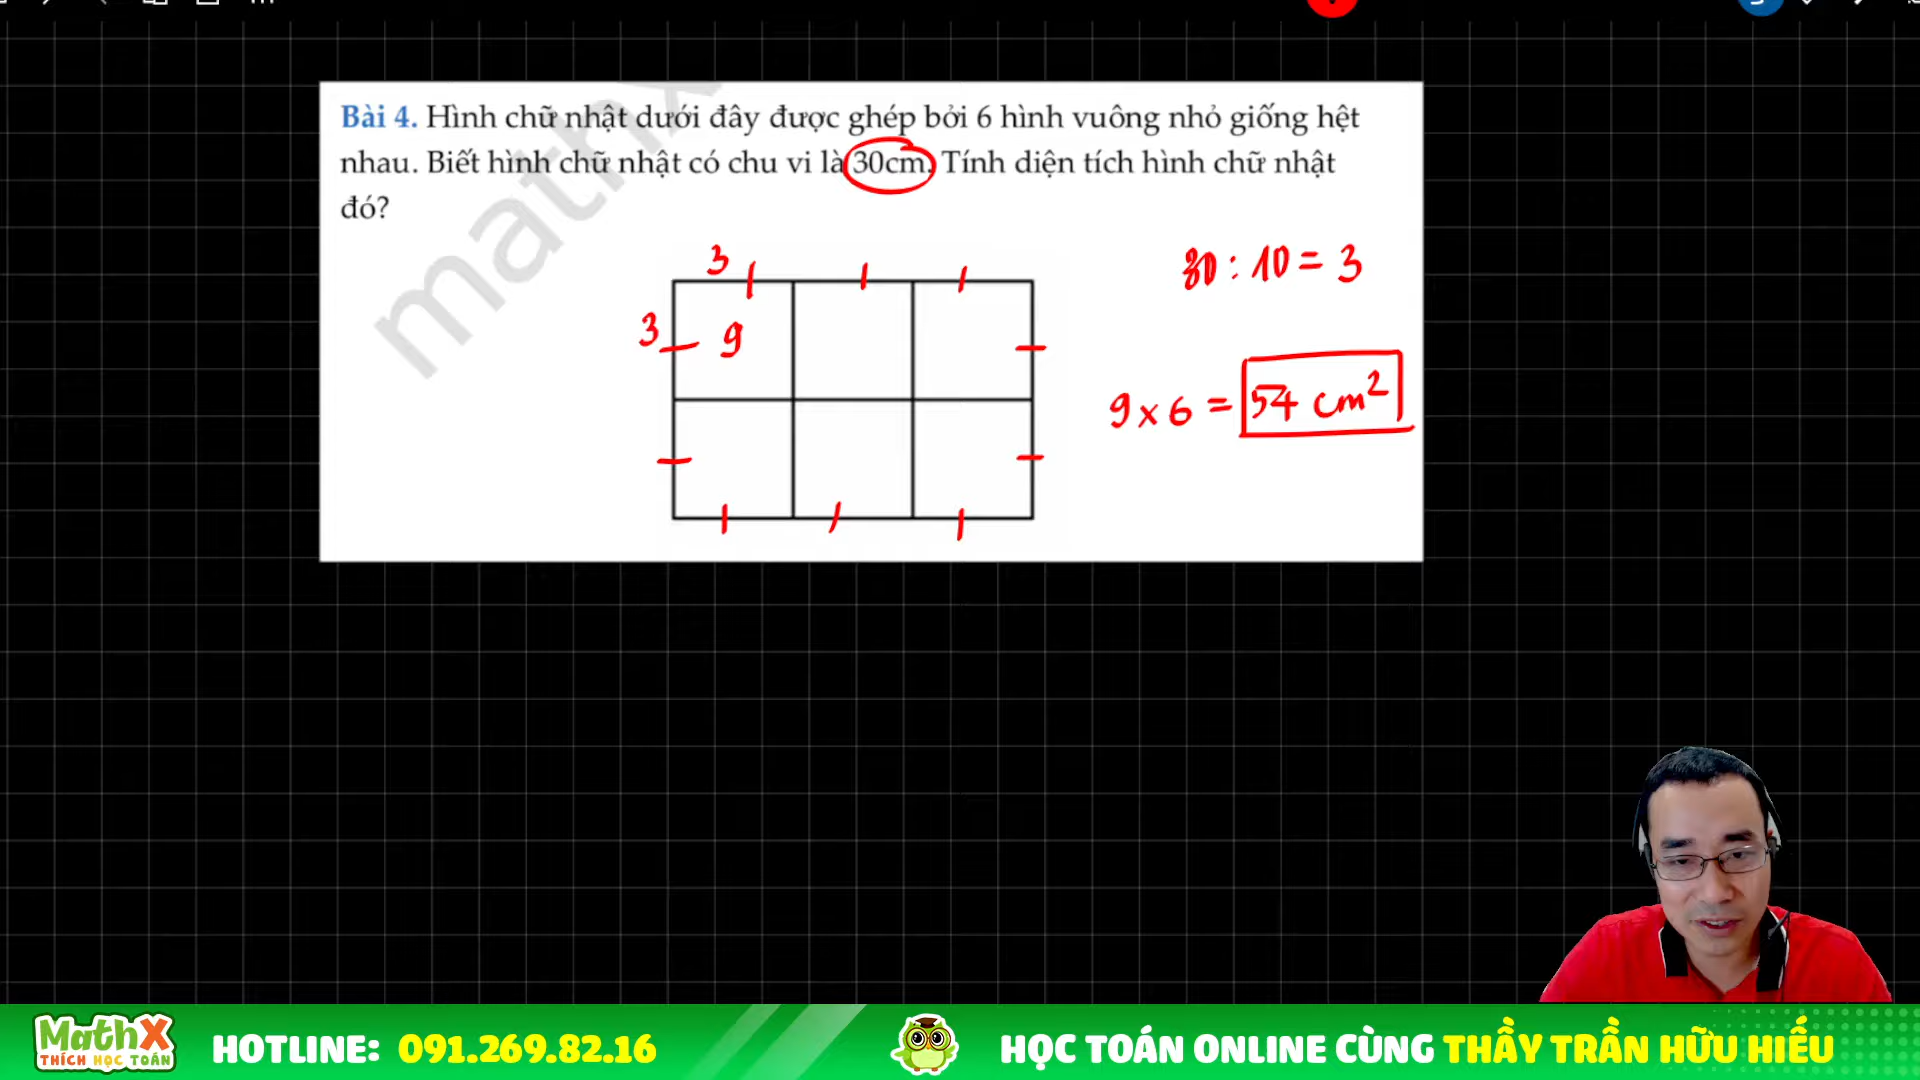 Bài 4. Hình chữ nhật dưới đây được ghép bởi 6 hình vuông nhỏ giống hệt
nhau. Biết hình chữ nhật có chu vi là 30cm. Tính diện tích hình chữ nhật
đó?
mathx
3
30 : 10 = 3
3
9
9 x 6 = 54 cm²
MathX
THÍCH HỌC TOÁN
HOTLINE: 091.269.82.16
HỌC TOÁN ONLINE CÙNG THẦY TRẦN HỮU HIẾU